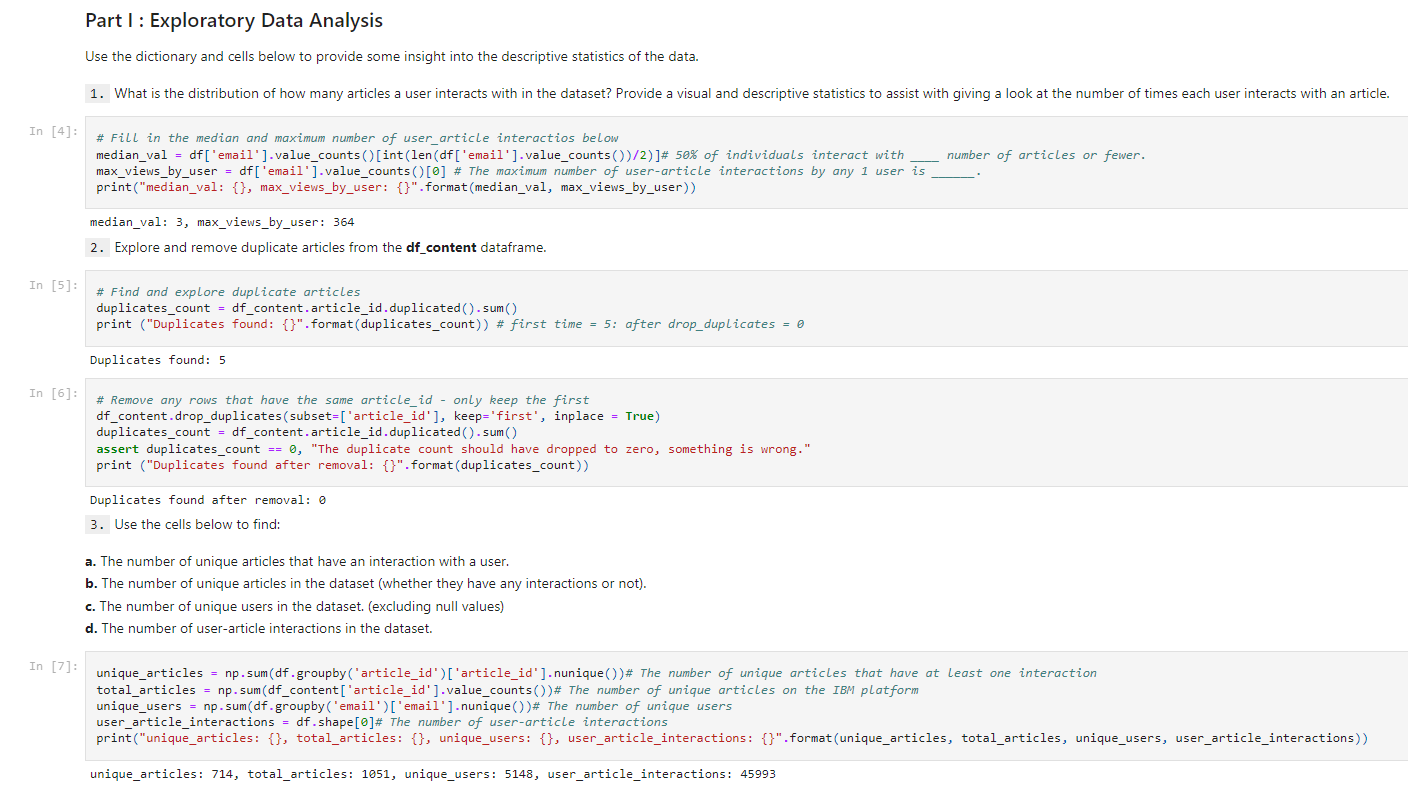 Part I : Exploratory Data Analysis
Use the dictionary and cells below to provide some insight into the descriptive statistics of the data.
1. What is the distribution of how many articles a user interacts with in the dataset? Provide a visual and descriptive statistics to assist with giving a look at the number of times each user interacts with an article.
In [4]:
# Fill in the median and maximum number of user_article interactios below
median_val = df['email'].value_counts()[int(len(df['email'].value_counts())/2)]# 50% of individuals interact with ____ number of articles or fewer.
max_views_by_user = df['email'].value_counts()[0] # The maximum number of user-article interactions by any 1 user is ______.
print("median_val: {}, max_views_by_user: {}".format(median_val, max_views_by_user))
median_val: 3, max_views_by_user: 364
2. Explore and remove duplicate articles from the df_content dataframe.
In [5]:
# Find and explore duplicate articles
duplicates_count = df_content.article_id.duplicated().sum()
print ("Duplicates found: {}".format(duplicates_count)) # first time = 5: after drop_duplicates = 0
Duplicates found: 5
In [6]:
# Remove any rows that have the same article_id - only keep the first
df_content.drop_duplicates(subset=['article_id'], keep='first', inplace = True)
duplicates_count = df_content.article_id.duplicated().sum()
assert duplicates_count == 0, "The duplicate count should have dropped to zero, something is wrong."
print ("Duplicates found after removal: {}".format(duplicates_count))
Duplicates found after removal: 0
3. Use the cells below to find:
a. The number of unique articles that have an interaction with a user.
b. The number of unique articles in the dataset (whether they have any interactions or not).
c. The number of unique users in the dataset. (excluding null values)
d. The number of user-article interactions in the dataset.
In [7]:
unique_articles = np.sum(df.groupby('article_id')['article_id'].nunique())# The number of unique articles that have at least one interaction
total_articles = np.sum(df_content['article_id'].value_counts())# The number of unique articles on the IBM platform
unique_users = np.sum(df.groupby('email')['email'].nunique())# The number of unique users
user_article_interactions = df.shape[0]# The number of user-article interactions
print("unique_articles: {}, total_articles: {}, unique_users: {}, user_article_interactions: {}".format(unique_articles, total_articles, unique_users, user_article_interactions))
unique_articles: 714, total_articles: 1051, unique_users: 5148, user_article_interactions: 45993